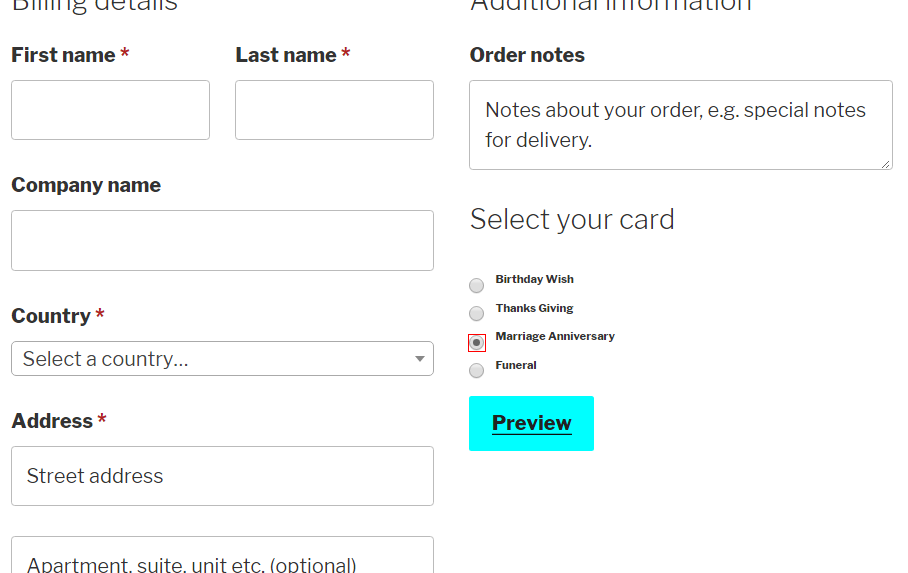 Billing details
First name *
Last name *
Company name
Country *
Select a country...
Address *
Street address
Apartment, suite, unit etc. (optional)
Additional information
Order notes
Notes about your order, e.g. special notes
for delivery.
Select your card
Birthday Wish
Thanks Giving
Marriage Anniversary
Funeral
Preview